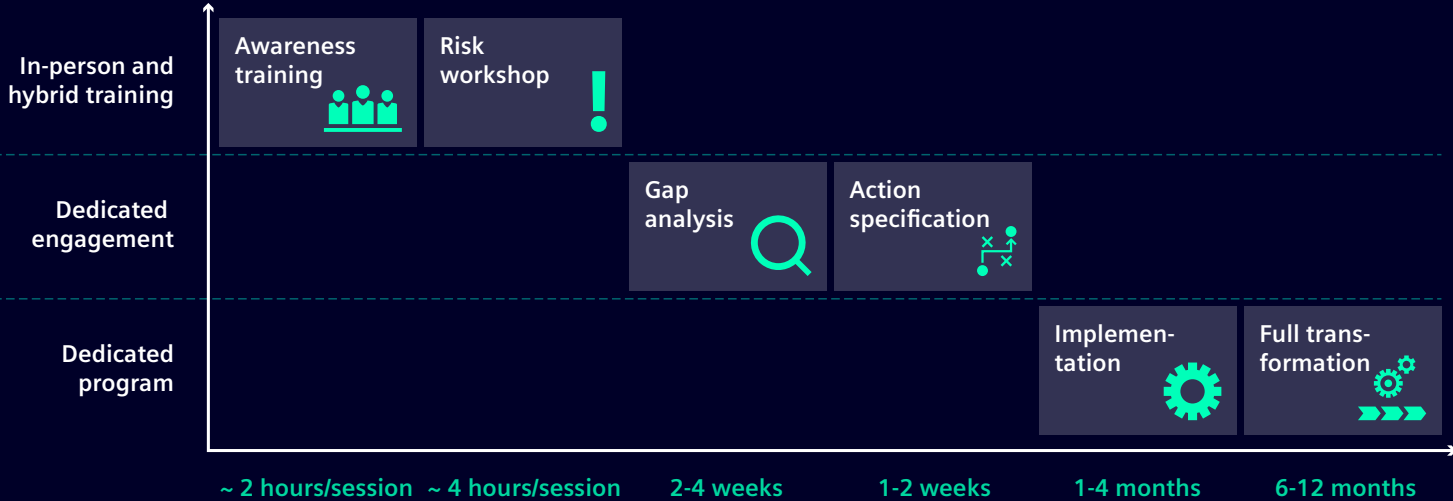 In-person and
hybrid training
Awareness
training
Risk
workshop
Dedicated
engagement
Gap
analysis
Action
specification
Dedicated
program
Implemen-
tation
Full trans-
formation
~ 2 hours/session
~ 4 hours/session
2-4 weeks
1-2 weeks
1-4 months
6-12 months